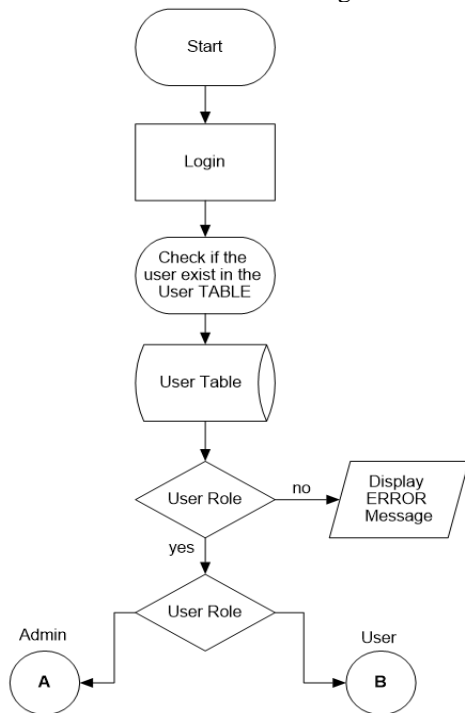 Start
Login
Check if the
user exist in the
User TABLE
User Table
User Role
no
Display
ERROR
Message
yes
User Role
Admin
User
A
B